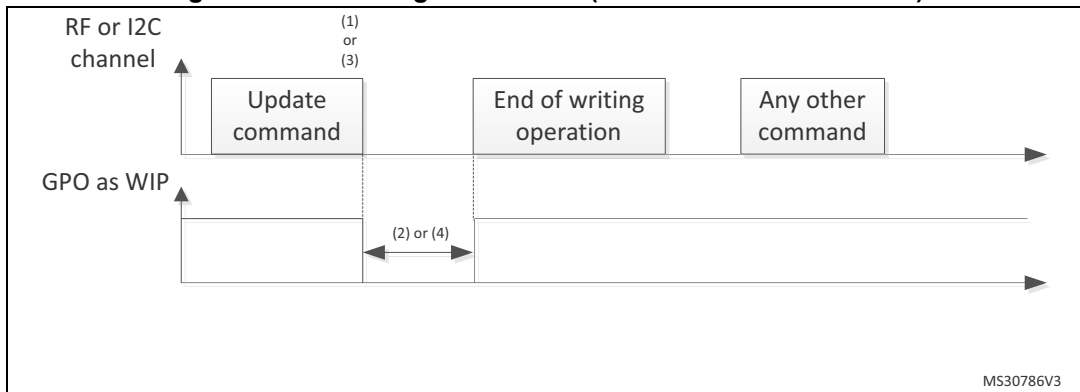 RF or I2C
channel
(1)
or
(3)
Update
command
End of writing
operation
Any other
command
GPO as WIP
(2) or (4)
MS30786V3